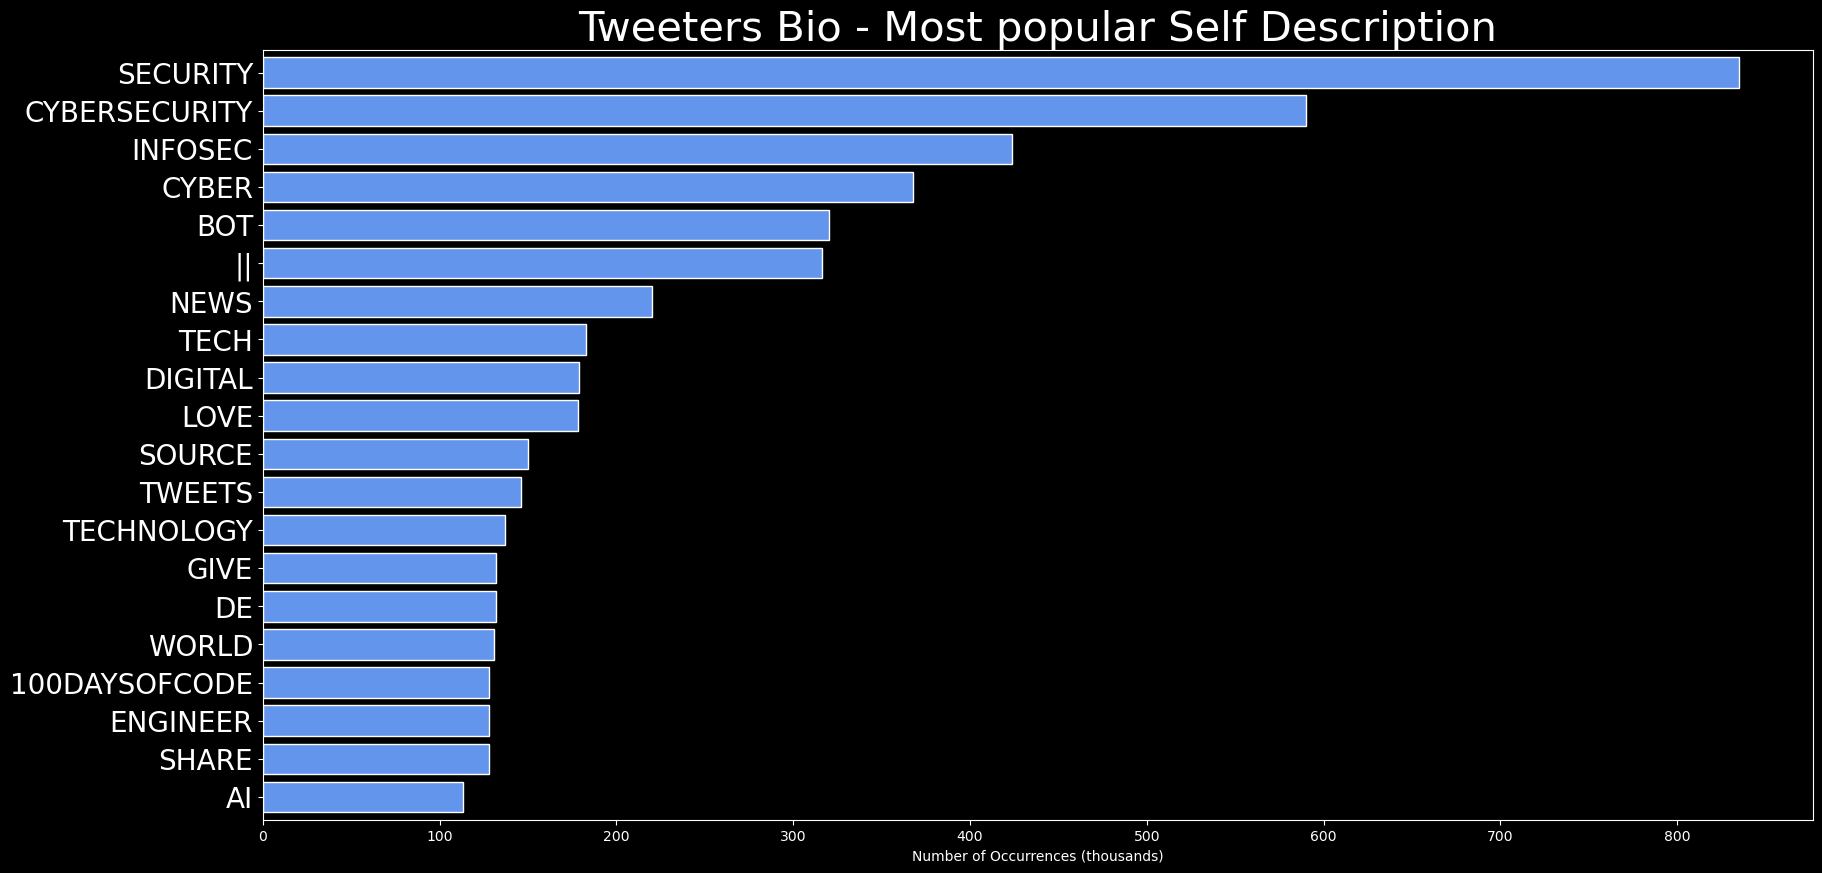 Tweeters Bio - Most popular Self Description
SECURITY
CYBERSECURITY
INFOSEC
CYBER
BOT
||
NEWS
TECH
DIGITAL
LOVE
SOURCE
TWEETS
TECHNOLOGY
GIVE
DE
WORLD
100DAYSOFCODE
ENGINEER
SHARE
AI
0 100 200 300 400 500 600 700 800
Number of Occurrences (thousands)